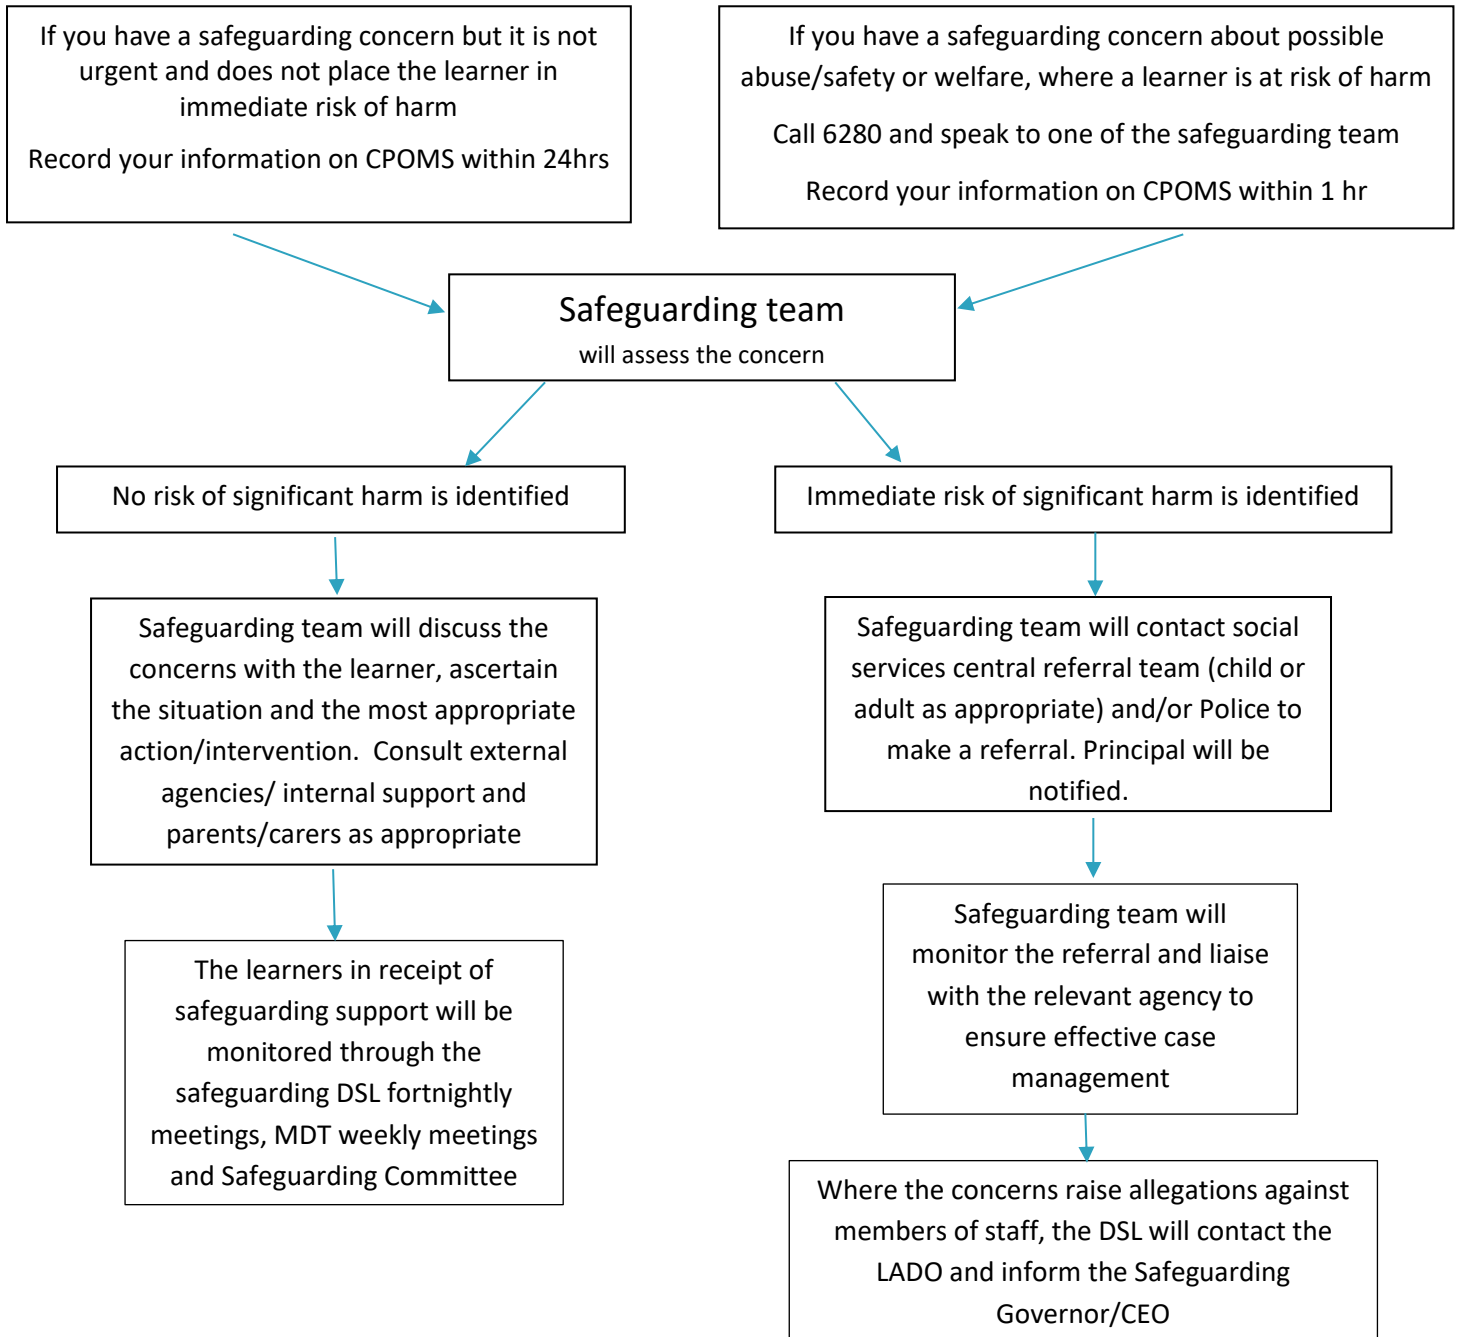 If you have a safeguarding concern but it is not
urgent and does not place the learner in
immediate risk of harm
Record your information on CPOMS within 24hrs
If you have a safeguarding concern about possible
abuse/safety or welfare, where a learner is at risk of harm
Call 6280 and speak to one of the safeguarding team
Record your information on CPOMS within 1 hr
Safeguarding team
will assess the concern
No risk of significant harm is identified
Immediate risk of significant harm is identified
Safeguarding team will discuss the
concerns with the learner, ascertain
the situation and the most appropriate
action/intervention.  Consult external
agencies/ internal support and
parents/carers as appropriate
Safeguarding team will contact social
services central referral team (child or
adult as appropriate) and/or Police to
make a referral. Principal will be
notified.
The learners in receipt of
safeguarding support will be
monitored through the
safeguarding DSL fortnightly
meetings, MDT weekly meetings
and Safeguarding Committee
Safeguarding team will
monitor the referral and liaise
with the relevant agency to
ensure effective case
management
Where the concerns raise allegations against
members of staff, the DSL will contact the
LADO and inform the Safeguarding
Governor/CEO